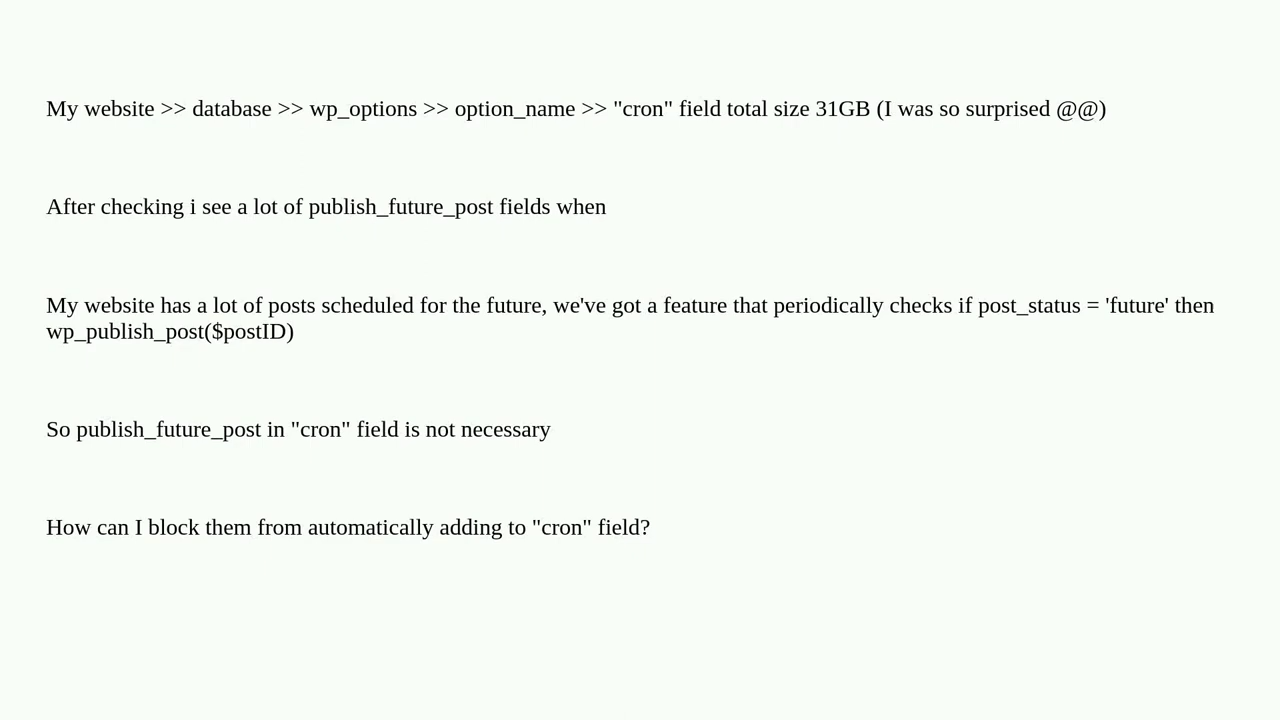 My website >> database >> wp_options >> option_name >> "cron" field total size 31GB (I was so surprised @@)
After checking i see a lot of publish_future_post fields when
My website has a lot of posts scheduled for the future, we've got a feature that periodically checks if post_status = 'future' then
wp_publish_post($postID)
So publish_future_post in "cron" field is not necessary
How can I block them from automatically adding to "cron" field?